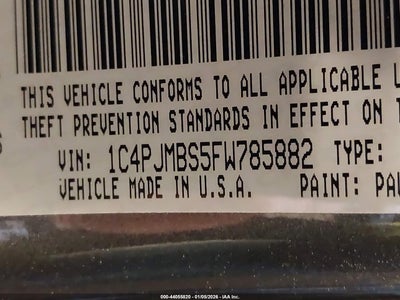 THIS VEHICLE CONFORMS TO ALL APPLICABLE
THEFT PREVENTION STANDARDS IN EFFECT ON
VIN: 1C4PJMBS5FW785882 TYPE:
VEHICLE MADE IN U.S.A. PAINT: PAU
000-44055820 - 01/09/2026 - IAA Inc.